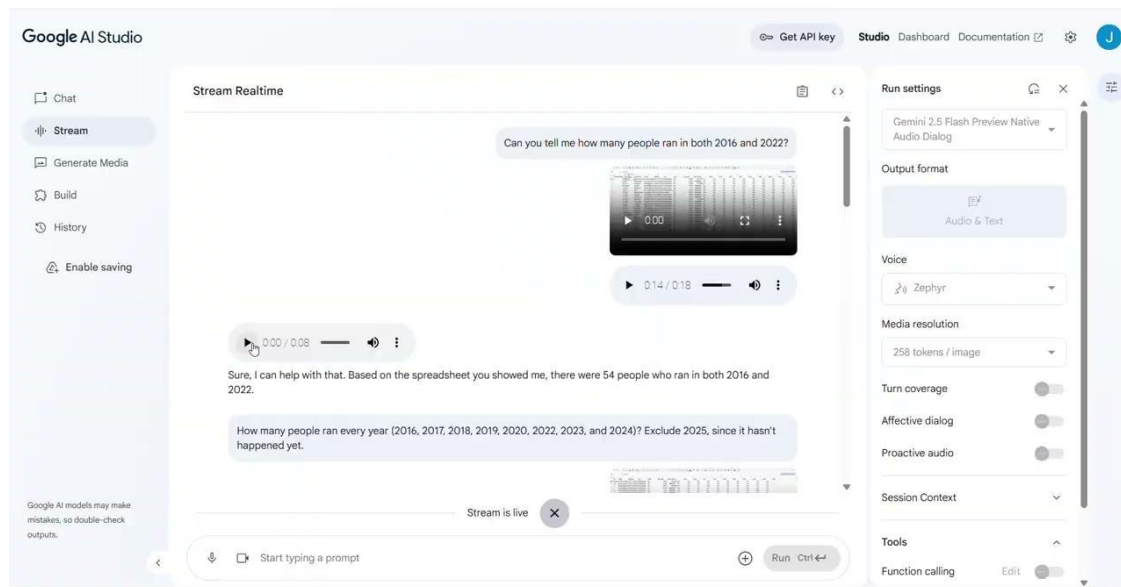 Google AI Studio
Get API key
Studio Dashboard Documentation
J
Chat
Stream
Generate Media
Build
History
Enable saving
Google AI models may make
mistakes, so double-check
outputs.
Stream Realtime
Can you tell me how many people ran in both 2016 and 2022?
0:00
0:14 / 0:18
0:00 / 0:08
Sure, I can help with that. Based on the spreadsheet you showed me, there were 54 people who ran in both 2016 and
2022.
How many people ran every year (2016, 2017, 2018, 2019, 2020, 2022, 2023, and 2024)? Exclude 2025, since it hasn't
happened yet.
Stream is live
Start typing a prompt
Run Ctrl
Run settings
Gemini 2.5 Flash Preview Native
Audio Dialog
Output format
Audio & Text
Voice
Zephyr
Media resolution
258 tokens / image
Turn coverage
Affective dialog
Proactive audio
Session Context
Tools
Function calling Edit